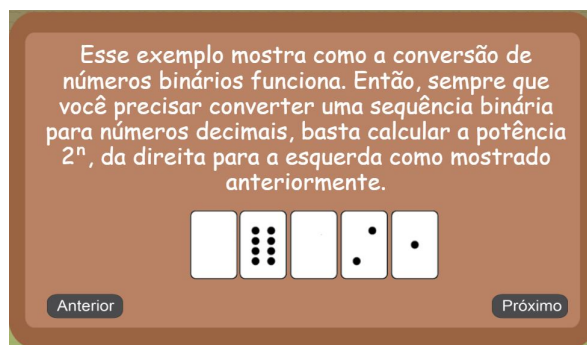 Esse exemplo mostra como a conversão de
números binários funciona. Então, sempre que
você precisar converter uma sequência binária
para números decimais, basta calcular a potência
2ⁿ, da direita para a esquerda como mostrado
anteriormente.
Anterior
Próximo